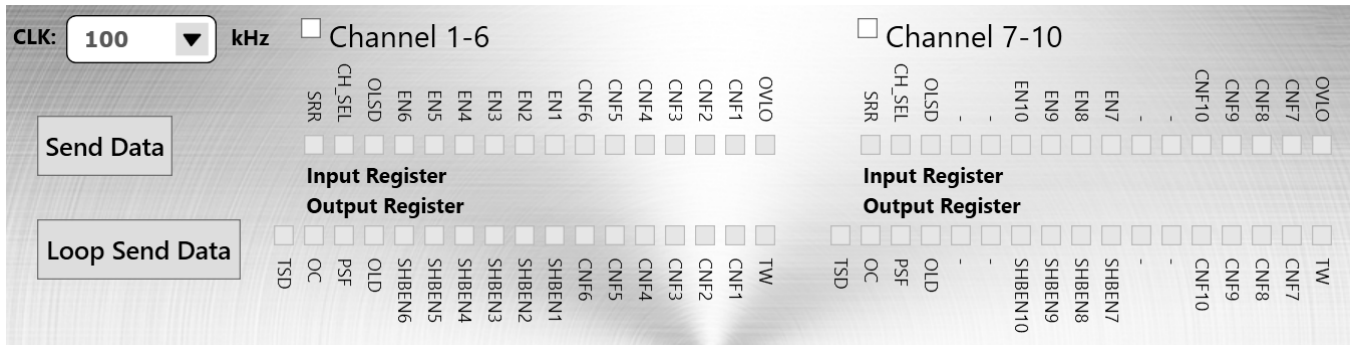 CLK: 100 kHz Channel 1-6 Channel 7-10
SRR CH_SEL OLSD EN6 EN5 EN4 EN3 EN2 EN1 CNF6 CNF5 CNF4 CNF3 CNF2 CNF1 OVLO SRR CH_SEL OLSD - - EN10 EN9 EN8 EN7 - - CNF10 CNF9 CNF8 CNF7 OVLO
Send Data
Input Register Input Register
Output Register Output Register
Loop Send Data
TSD OC PSF OLD SHBEN6 SHBEN5 SHBEN4 SHBEN3 SHBEN2 SHBEN1 CNF6 CNF5 CNF4 CNF3 CNF2 CNF1 TW TSD OC PSF OLD - - SHBEN10 SHBEN9 SHBEN8 SHBEN7 - - CNF10 CNF9 CNF8 CNF7 TW